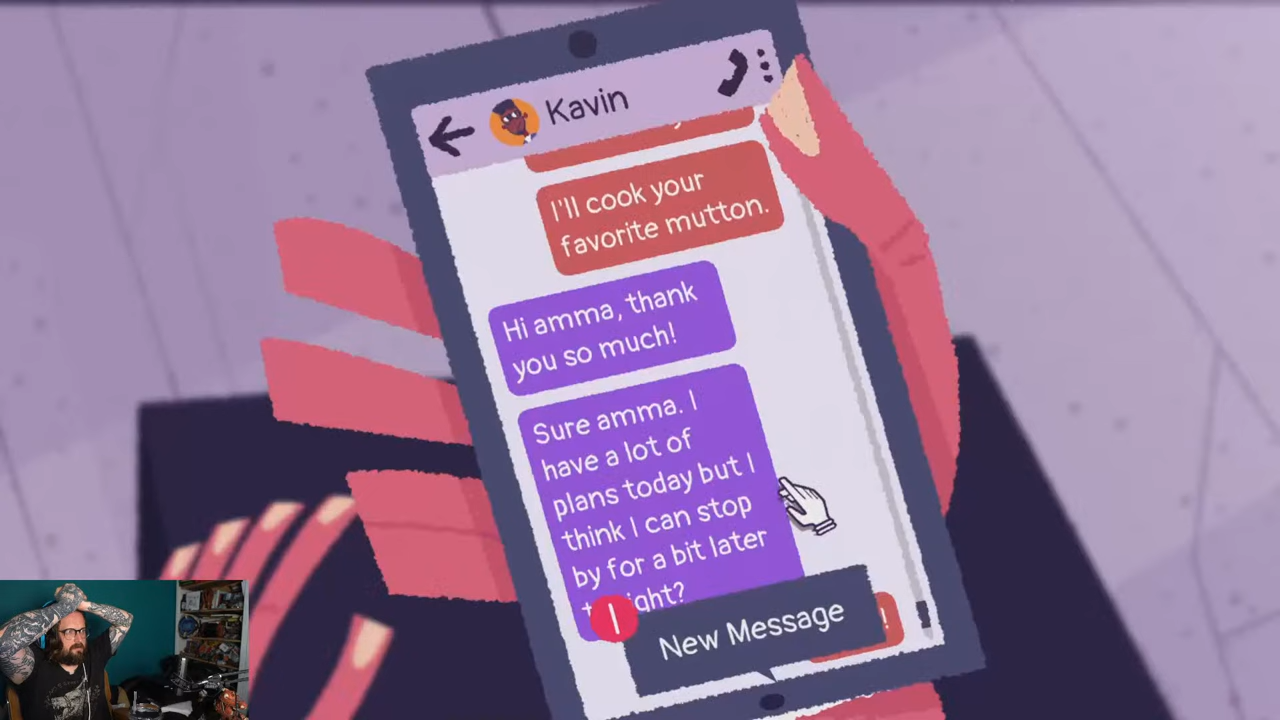 Kavin
I'll cook your
favorite mutton.
Hi amma, thank
you so much!
Sure amma. I
have a lot of
plans today but I
think I can stop
by for a bit later
1
New Message